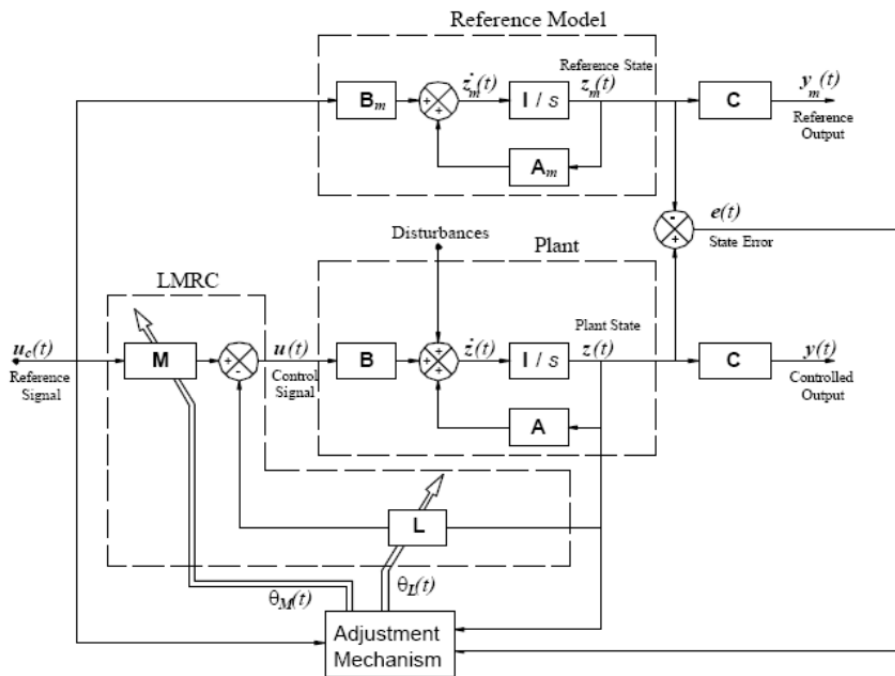 Reference Model
Reference State
B_m
+
+
ż_m(t)
I / s
z_m(t)
C
y_m(t)
Reference
Output
A_m
-
+
e(t)
State Error
Disturbances
Plant
LMRC
u_c(t)
Reference
Signal
M
+
-
u(t)
Control
Signal
B
+
+
+
ż(t)
I / s
Plant State
z(t)
C
y(t)
Controlled
Output
A
L
θ_M(t)
θ_L(t)
Adjustment
Mechanism